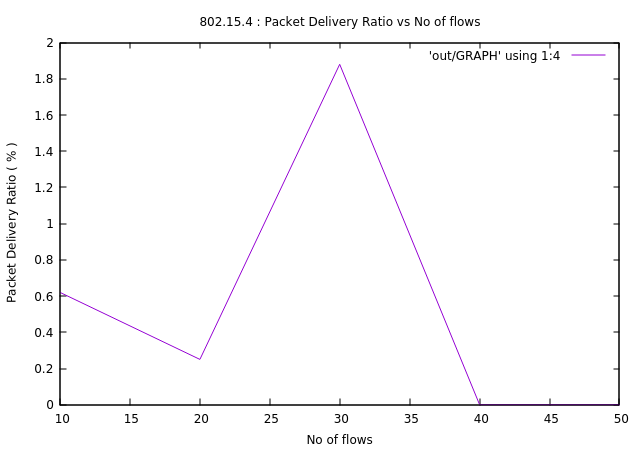 802.15.4 : Packet Delivery Ratio vs No of flows
'out/GRAPH' using 1:4
Packet Delivery Ratio ( % )
2
1.8
1.6
1.4
1.2
1
0.8
0.6
0.4
0.2
0
10 15 20 25 30 35 40 45 50
No of flows